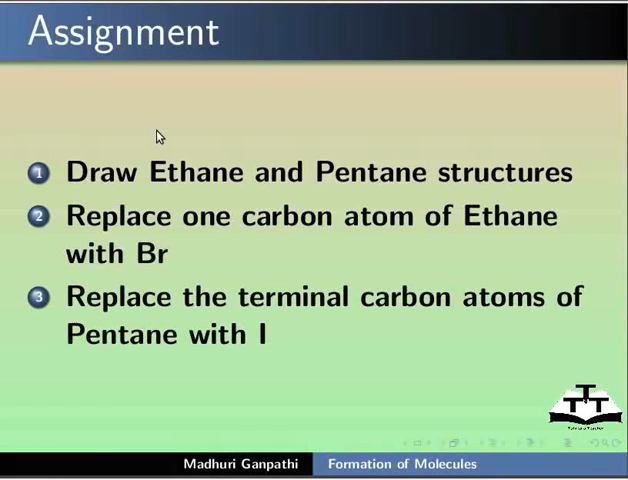 Assignment
1 Draw Ethane and Pentane structures
2 Replace one carbon atom of Ethane
with Br
3 Replace the terminal carbon atoms of
Pentane with I
TTT
Madhuri Ganpathi Formation of Molecules